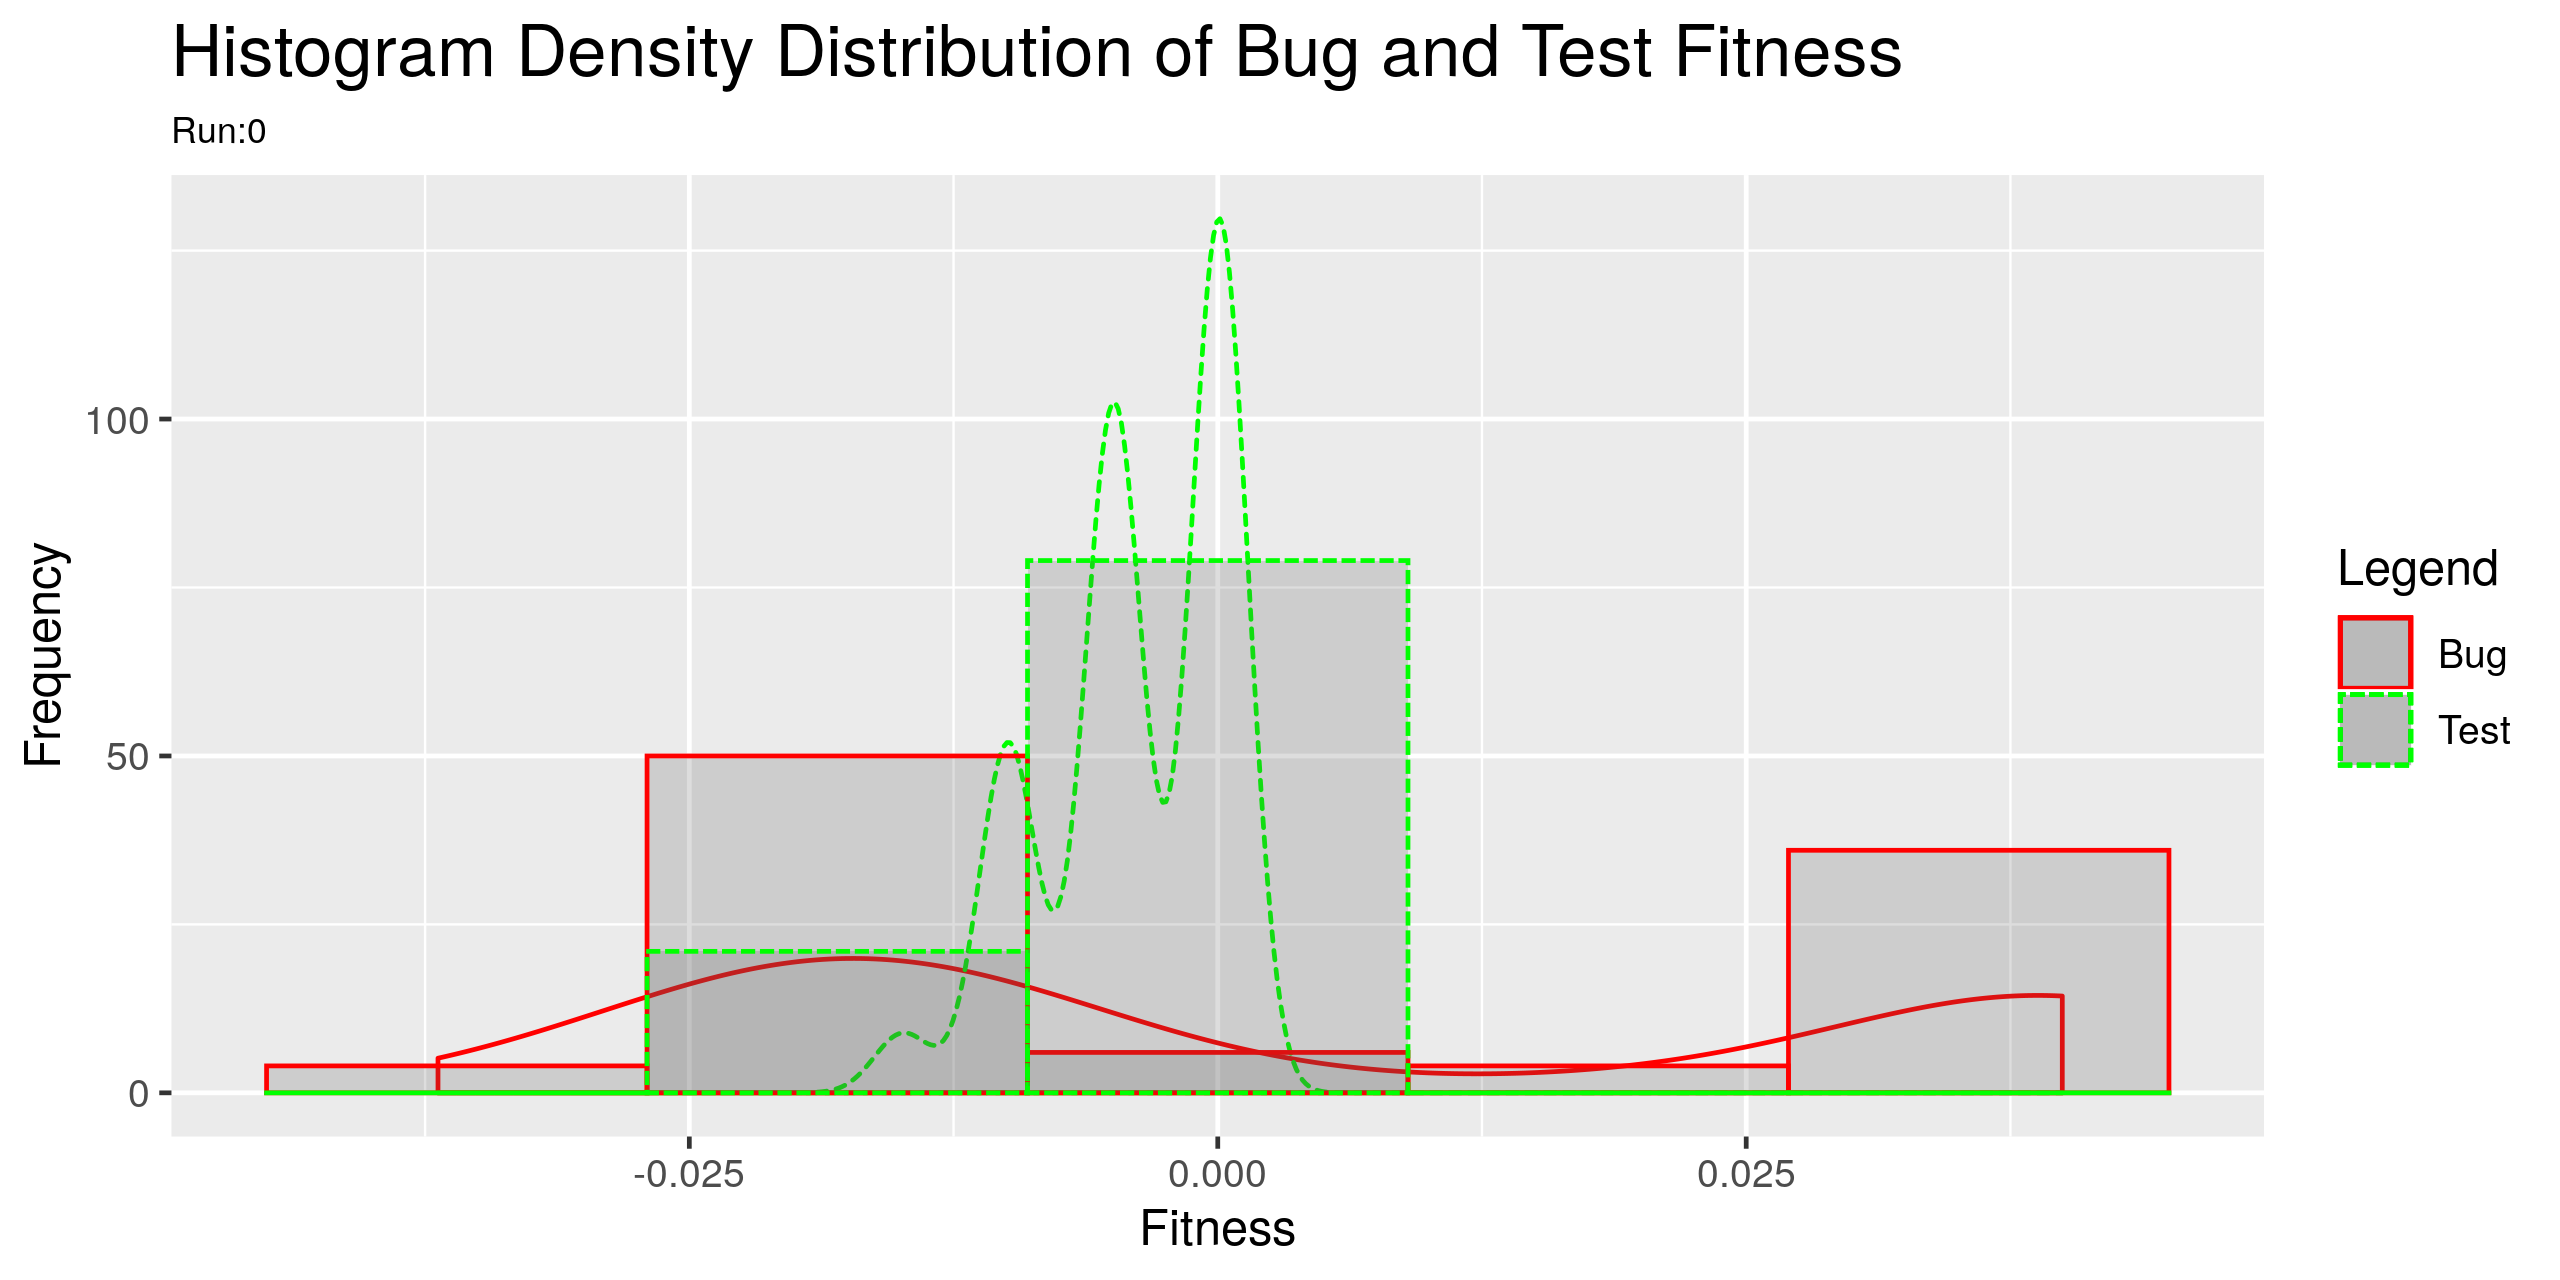 Histogram Density Distribution of Bug and Test Fitness
Run:0
Frequency
100
50
0
-0.025
0.000
0.025
Fitness
Legend
Bug
Test